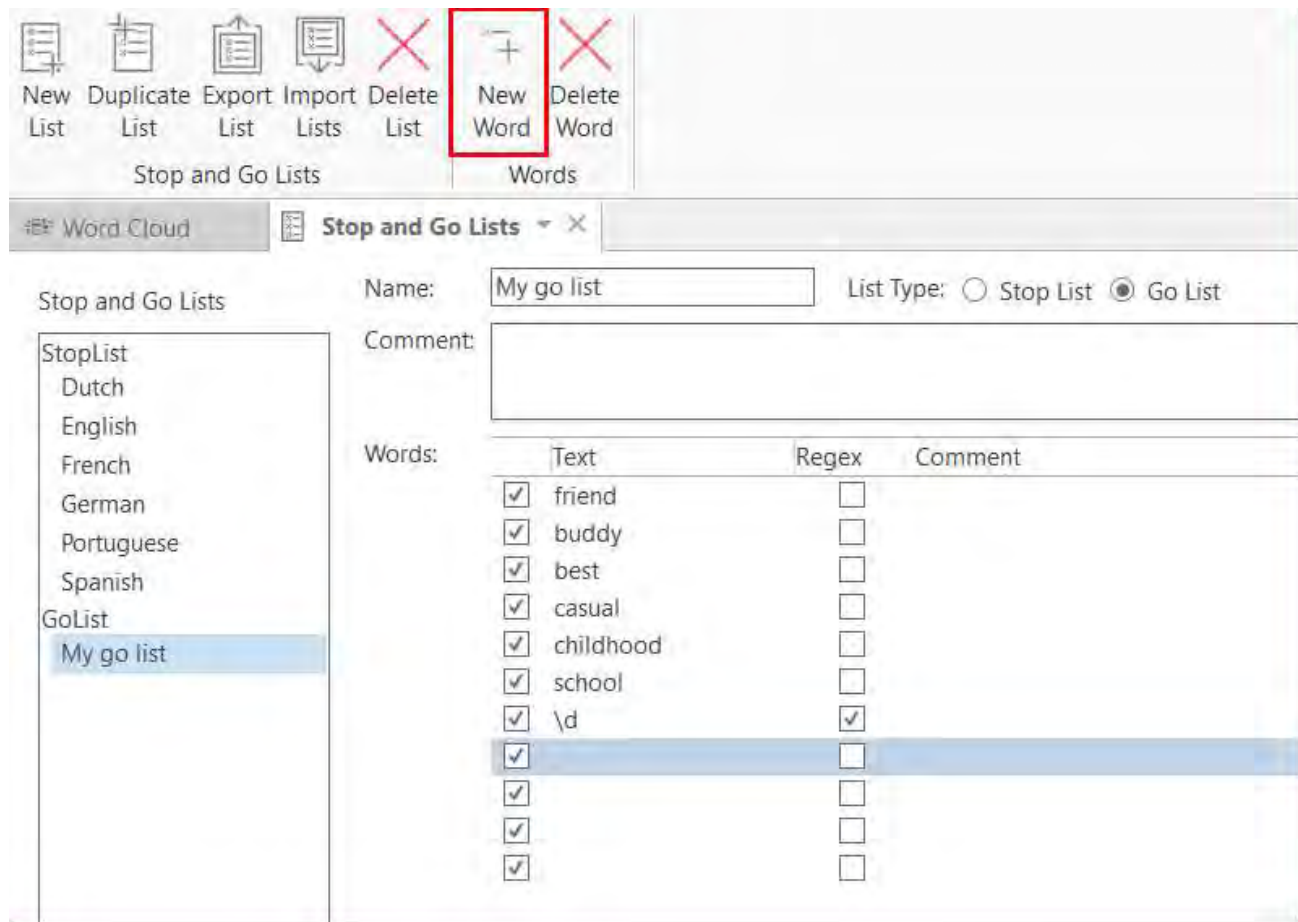 New Duplicate Export Import Delete New Delete
List List List Lists List Word Word
Stop and Go Lists Words
Word Cloud Stop and Go Lists
Stop and Go Lists
Name: My go list List Type: Stop List Go List
Comment:
StopList
Dutch
English
French
German
Portuguese
Spanish
GoList
My go list
Words: Text Regex Comment
friend
buddy
best
casual
childhood
school
\d